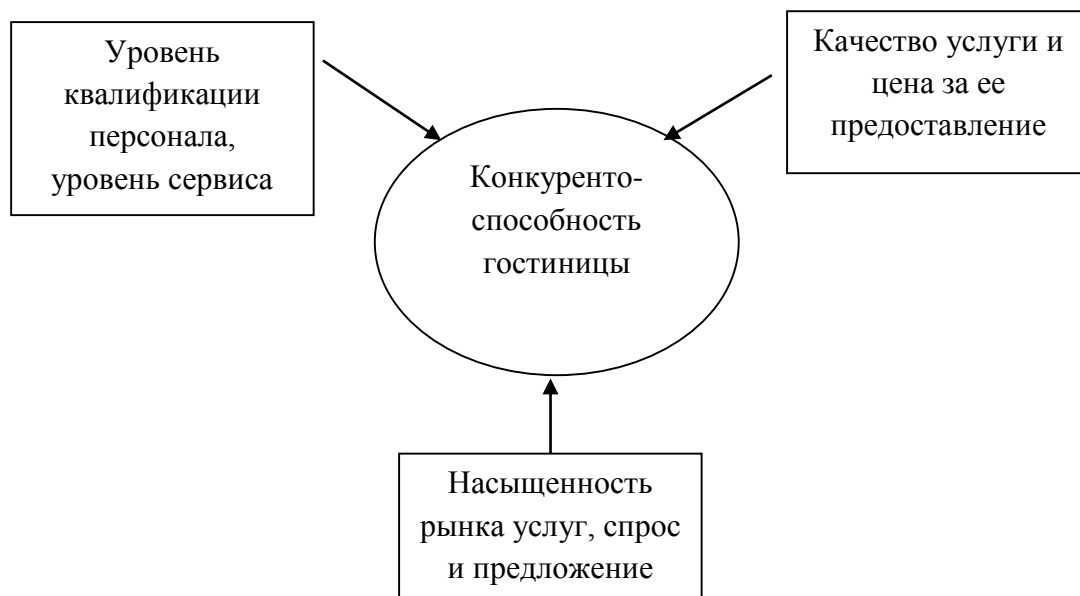 Уровень
квалификации
персонала,
уровень сервиса
Качество услуги и
цена за ее
предоставление
Конкуренто-
способность
гостиницы
Насыщенность
рынка услуг, спрос
и предложение